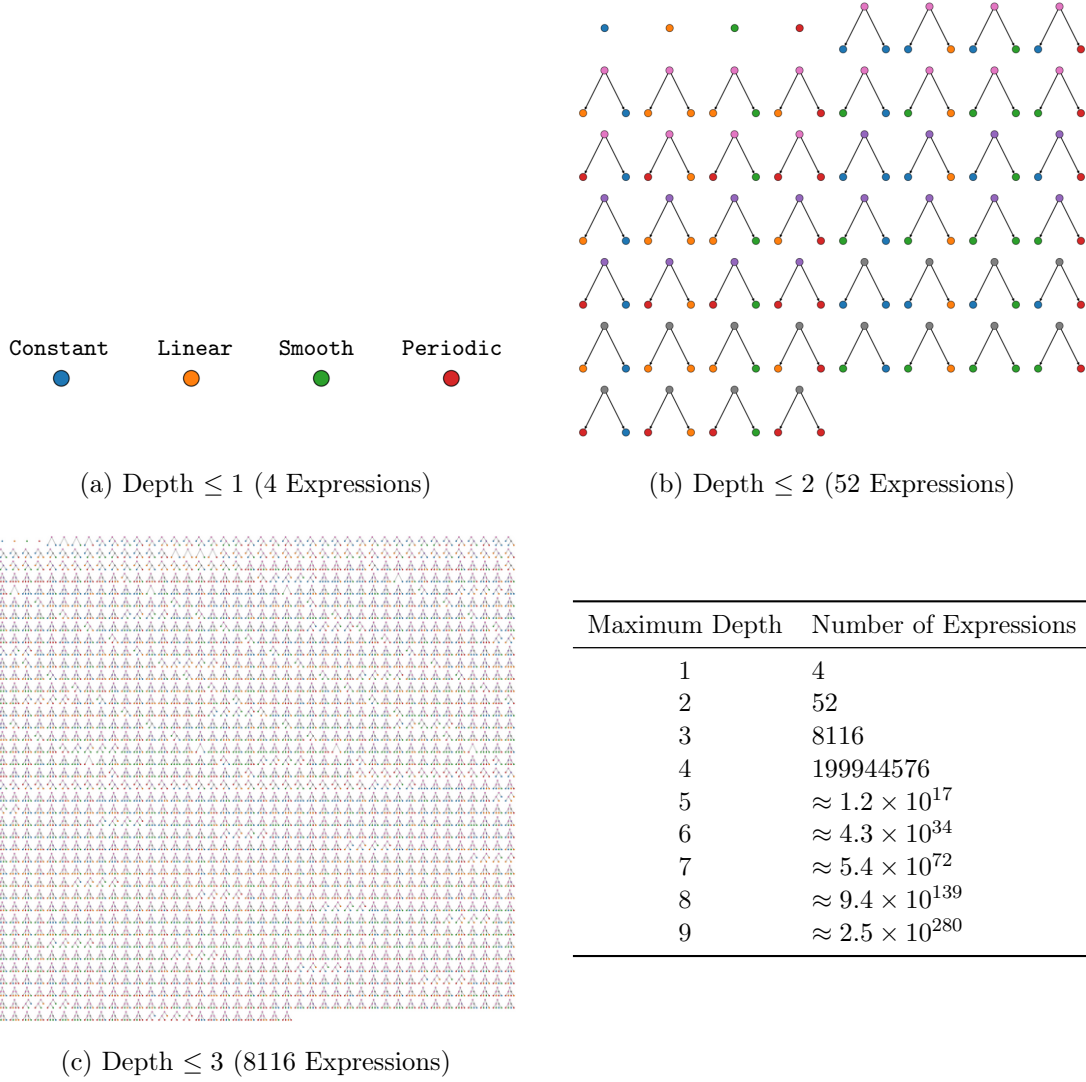 Constant Linear Smooth Periodic
(a) Depth ≤ 1 (4 Expressions)
(b) Depth ≤ 2 (52 Expressions)
Maximum Depth Number of Expressions
1 4
2 52
3 8116
4 199944576
5 ≈ 1.2 × 10^17
6 ≈ 4.3 × 10^34
7 ≈ 5.4 × 10^72
8 ≈ 9.4 × 10^139
9 ≈ 2.5 × 10^280
(c) Depth ≤ 3 (8116 Expressions)